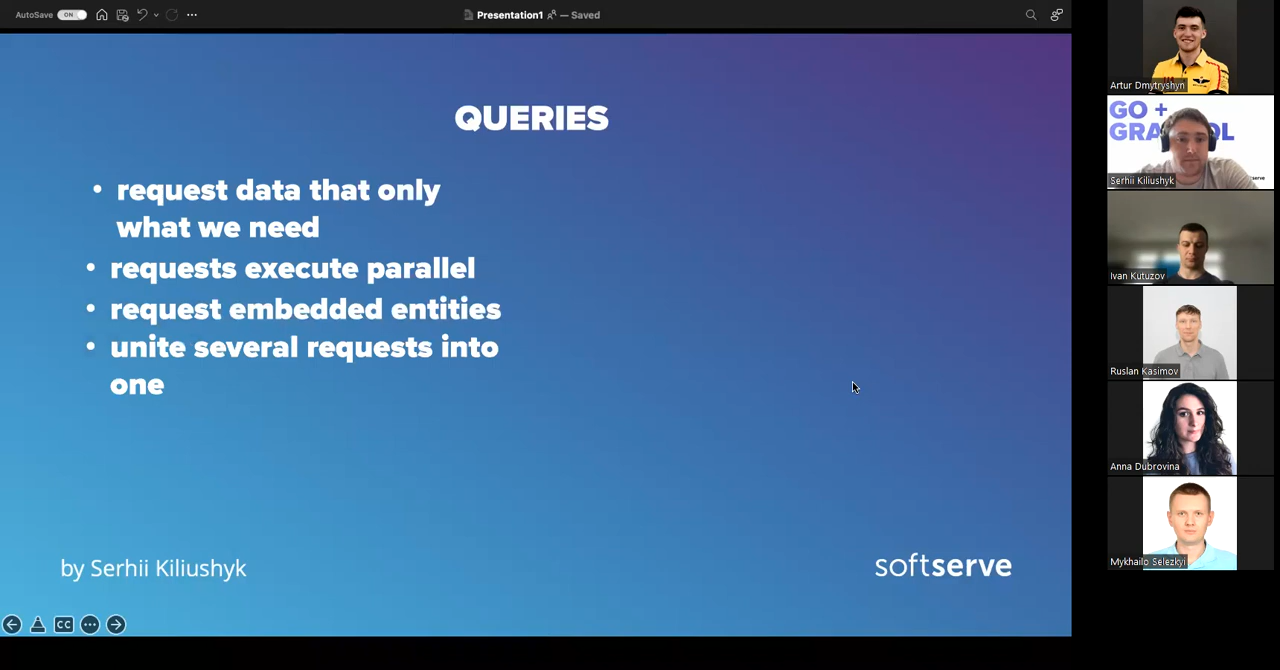 AutoSave ON
Presentation1 — Saved
QUERIES
• request data that only
what we need
• requests execute parallel
• request embedded entities
• unite several requests into
one
by Serhii Kiliushyk
softserve
CC
Artur Dmytryshyn
GO +
Serhii Kiliushyk
Ivan Kutuzov
Ruslan Kasimov
Anna Dubrovina
Mykhailo Selezkyi